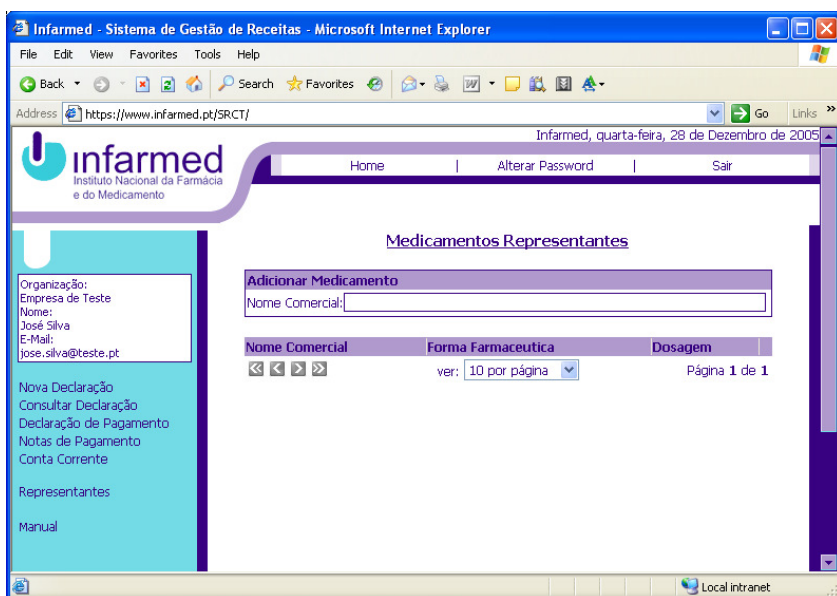 Infarmed - Sistema de Gestão de Receitas - Microsoft Internet Explorer
File Edit View Favorites Tools Help
Back Search Favorites
Address https://www.infarmed.pt/SRCT/ Go Links »
Infarmed, quarta-feira, 28 de Dezembro de 2005
infarmed
Instituto Nacional da Farmácia
e do Medicamento
Home | Alterar Password | Sair
Organização:
Empresa de Teste
Nome:
José Silva
E-Mail:
jose.silva@teste.pt
Nova Declaração
Consultar Declaração
Declaração de Pagamento
Notas de Pagamento
Conta Corrente
Representantes
Manual
Medicamentos Representantes
Adicionar Medicamento
Nome Comercial:
Nome Comercial Forma Farmaceutica Dosagem
ver: 10 por página Página 1 de 1
Local intranet